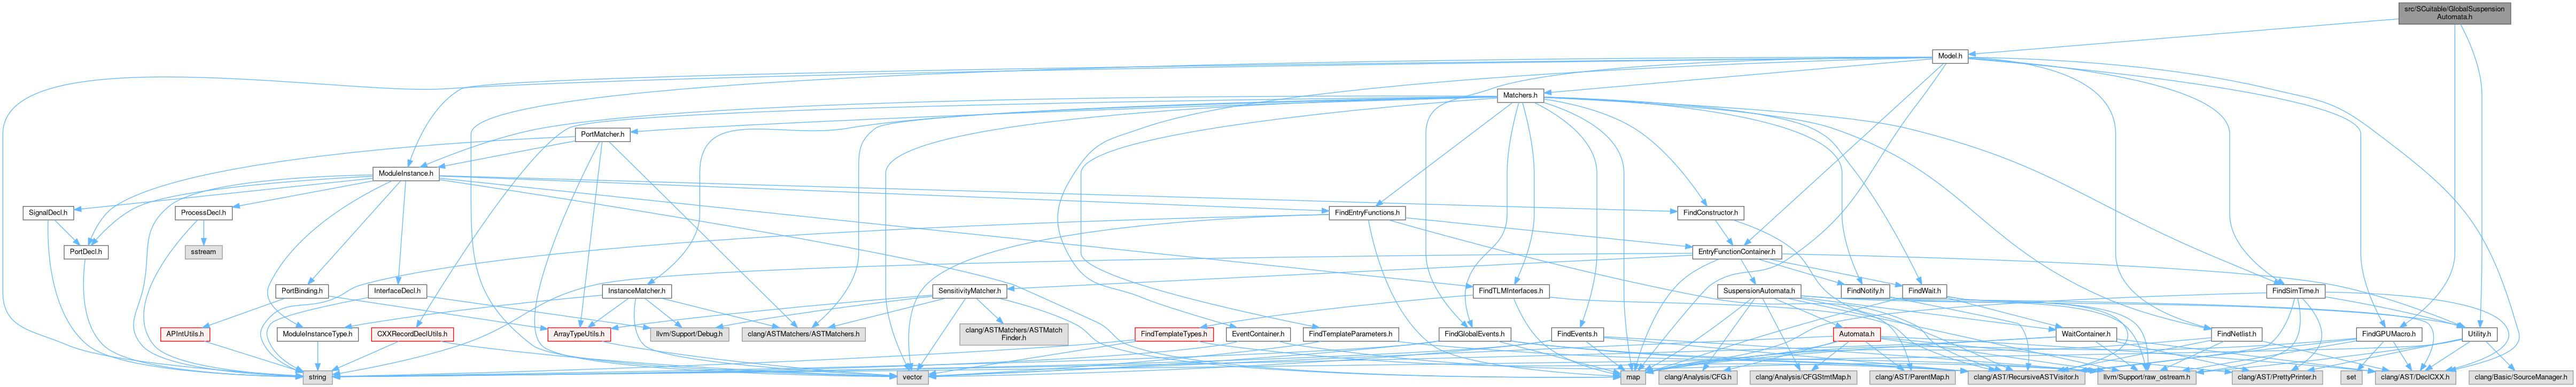 src/SCuitable/GlobalSuspension
Automata.h
Model.h
Matchers.h
PortMatcher.h
ModuleInstance.h
SignalDecl.h
ProcessDecl.h
FindEntryFunctions.h
FindConstructor.h
PortDecl.h
sstream
EntryFunctionContainer.h
PortBinding.h
InterfaceDecl.h
InstanceMatcher.h
SensitivityMatcher.h
FindTLMInterfaces.h
SuspensionAutomata.h
FindNotify.h
FindWait.h
FindSimTime.h
APIntUtils.h
ModuleInstanceType.h
CXXRecordDeclUtils.h
ArrayTypeUtils.h
llvm/Support/Debug.h
clang/ASTMatchers/ASTMatchers.h
clang/ASTMatchers/ASTMatch
Finder.h
FindTemplateTypes.h
EventContainer.h
FindTemplateParameters.h
FindGlobalEvents.h
FindEvents.h
Automata.h
WaitContainer.h
FindNetlist.h
FindGPUMacro.h
Utility.h
string
vector
map
clang/Analysis/CFG.h
clang/Analysis/CFGStmtMap.h
clang/AST/ParentMap.h
clang/AST/RecursiveASTVisitor.h
llvm/Support/raw_ostream.h
clang/AST/PrettyPrinter.h
set
clang/AST/DeclCXX.h
clang/Basic/SourceManager.h